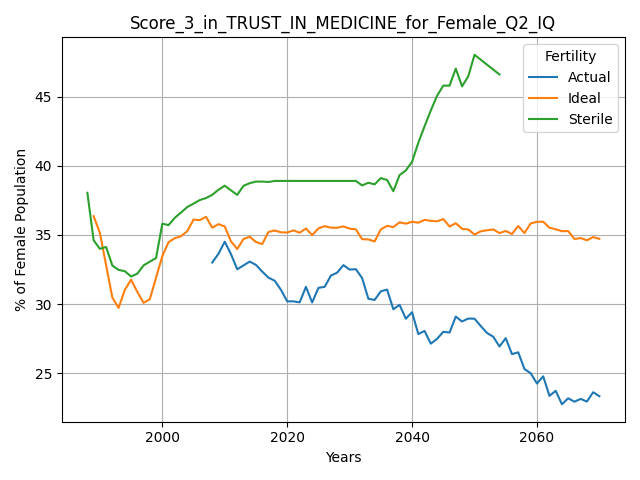 Score_3_in_TRUST_IN_MEDICINE_for_Female_Q2_IQ
% of Female Population
45
40
35
30
25
Fertility
Actual
Ideal
Sterile
2000
2020
2040
2060
Years